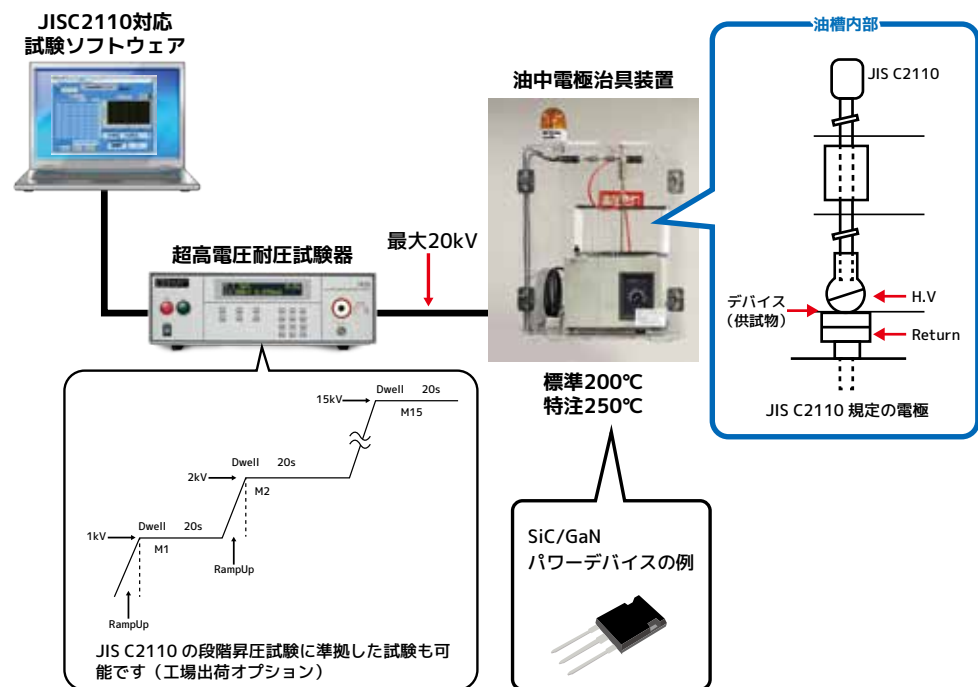 JISC2110対応
試験ソフトウェア
超高電圧耐圧試験器
最大20kV
油中電極治具装置
標準200℃
特注250℃
油槽内部
JIS C2110
デバイス
（供試物）
H.V
Return
JIS C2110 規定の電極
15kV
Dwell 20s
M15
2kV
Dwell 20s
M2
1kV
Dwell 20s
M1
RampUp
RampUp
JIS C2110 の段階昇圧試験に準拠した試験も可
能です（工場出荷オプション）
SiC/GaN
パワーデバイスの例